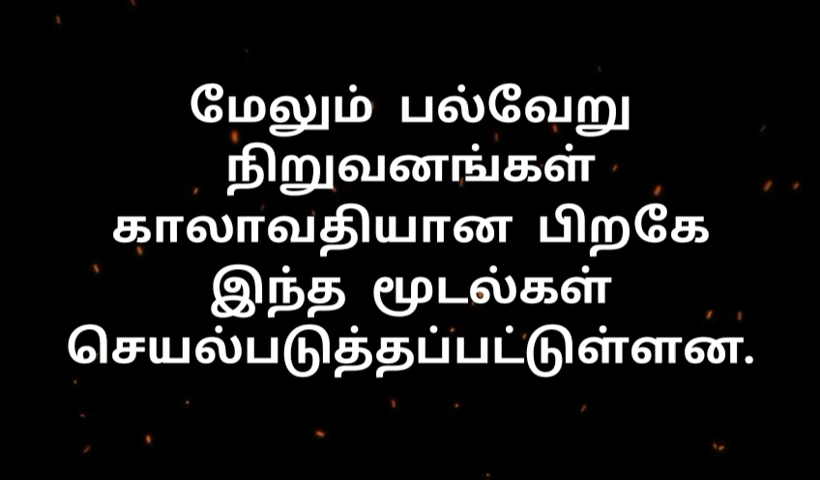 மேலும் பல்வேறு
நிறுவனங்கள்
காலாவதியான பிறகே
இந்த மூடல்கள்
செயல்படுத்தப்பட்டுள்ளன.